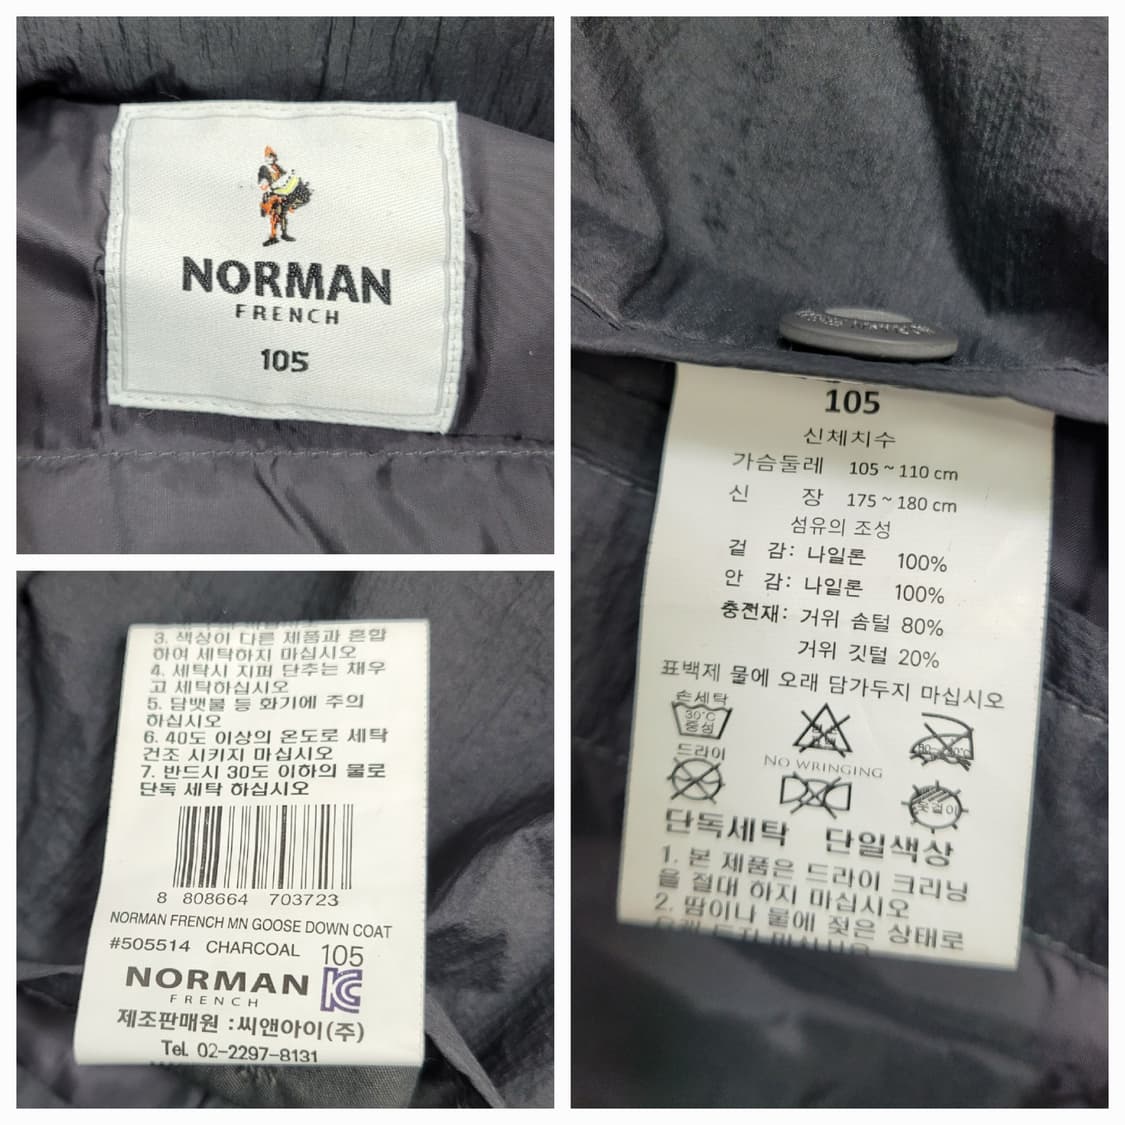 NORMAN
FRENCH
105
105
신체치수
가슴둘레 105 ~ 110 cm
신 장 175 ~ 180 cm
섬유의 조성
겉 감: 나일론 100%
안 감: 나일론 100%
충전재: 거위 솜털 80%
거위 깃털 20%
표백제 물에 오래 담가두지 마십시오
손세탁
30°C
중성
드라이
NO WRINGING
옷걸이
단독세탁 단일색상
1. 본 제품은 드라이 크리닝
을 절대 하지 마십시오
2. 땀이나 물에 젖은 상태로
3. 색상이 다른 제품과 혼합
하여 세탁하지 마십시오
4. 세탁시 지퍼 단추는 채우
고 세탁하십시오
5. 담뱃불 등 화기에 주의
하십시오
6. 40도 이상의 온도로 세탁
건조 시키지 마십시오
7. 반드시 30도 이하의 물로
단독 세탁 하십시오
8 808664 703723
NORMAN FRENCH MN GOOSE DOWN COAT
#505514 CHARCOAL 105
NORMAN
FRENCH
제조판매원 :씨앤아이(주)
Tel. 02-2297-8131